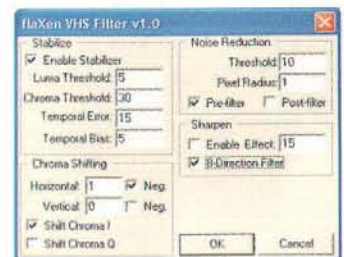 flaXen VHS Filter v1.0
Stabilize
Enable Stabilizer
Luma Threshold: 5
Chroma Threshold: 30
Temporal Error: 15
Temporal Bias: 5
Chroma Shifting
Horizontal: 1 Neg.
Vertical: 0 Neg.
Shift Chroma I
Shift Chroma Q
Noise Reduction
Threshold: 10
Pixel Radius: 1
Pre-filter Post-filter
Sharpen
Enable Effect: 15
8-Direction Filter
OK Cancel